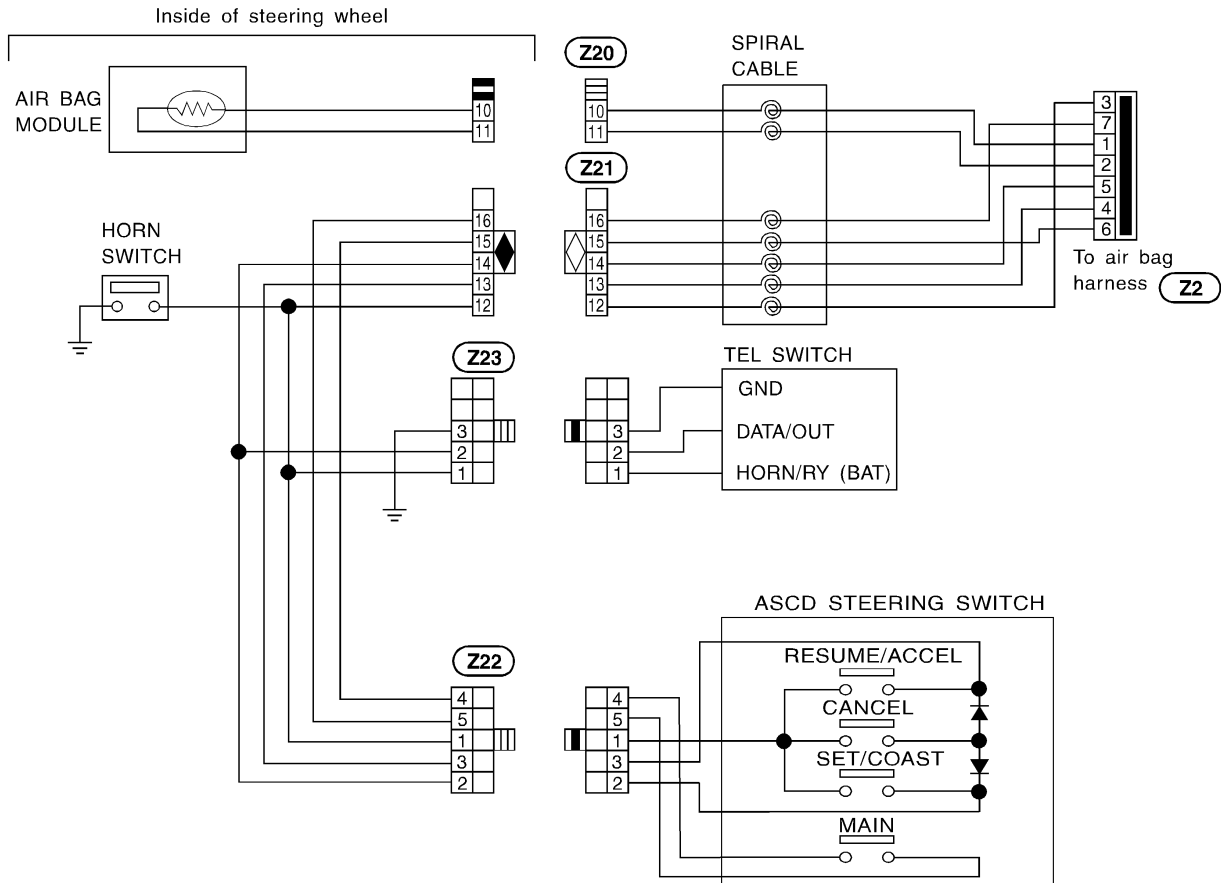 Inside of steering wheel
AIR BAG
MODULE
10
11
Z20
10
11
SPIRAL
CABLE
3
7
1
2
5
4
6
To air bag
harness
Z2
HORN
SWITCH
16
15
14
13
12
Z21
16
15
14
13
12
Z23
3
2
1
3
2
1
TEL SWITCH
GND
DATA/OUT
HORN/RY (BAT)
Z22
4
5
1
3
2
4
5
1
3
2
ASCD STEERING SWITCH
RESUME/ACCEL
CANCEL
SET/COAST
MAIN